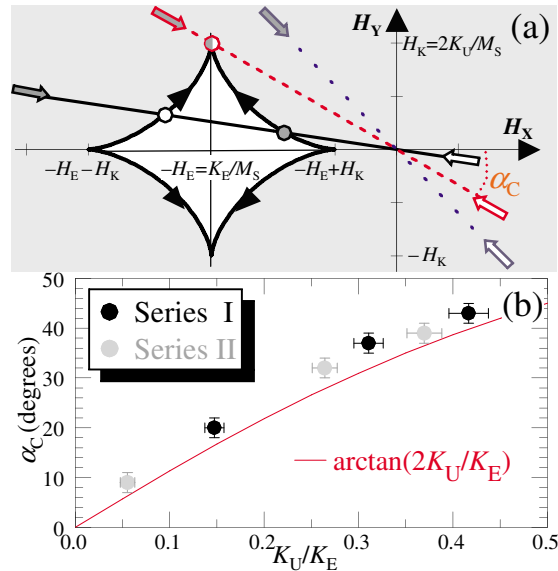 (a)
H_Y
H_K=2K_U/M_S
H_X
−H_E−H_K −H_E=K_E/M_S −H_E+H_K
α_C
−H_K
(b)
50
40
30
20
10
0
α_C (degrees)
Series I
Series II
arctan(2K_U/K_E)
0.0 0.1 0.2 0.3 0.4 0.5
K_U/K_E